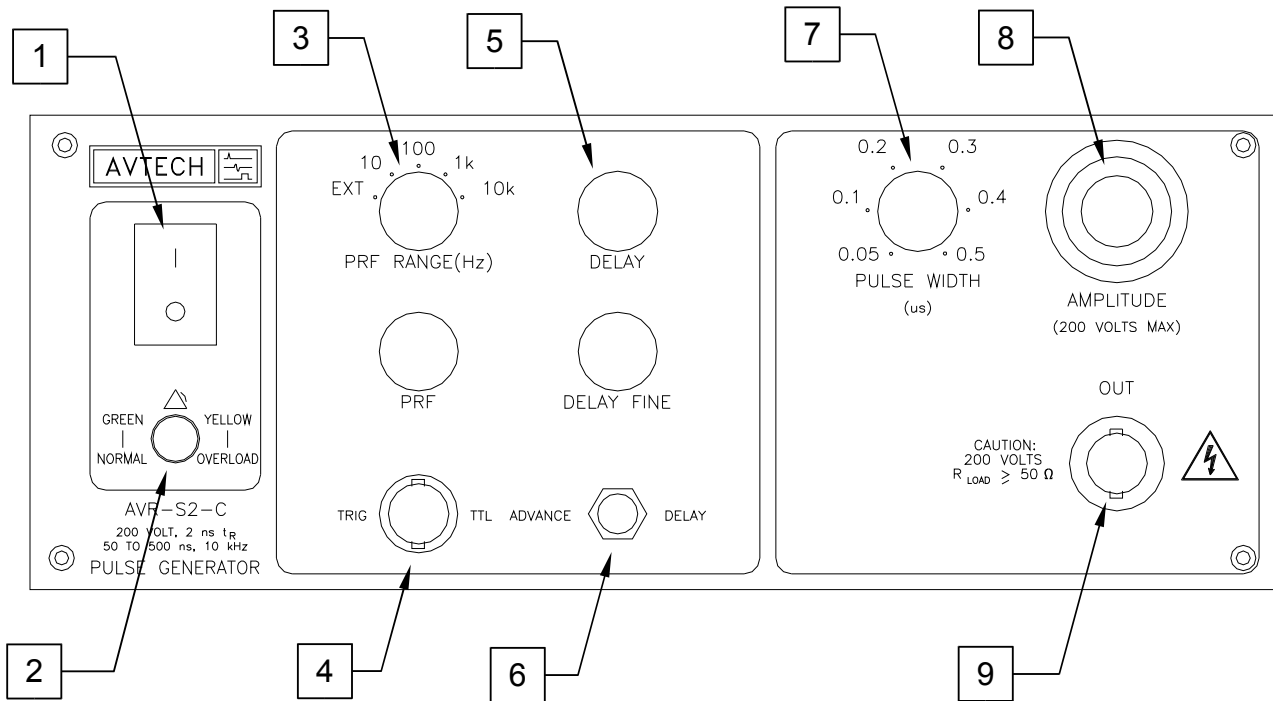 1
3
5
7
8
AVTECH
GREEN
|
NORMAL
YELLOW
|
OVERLOAD
AVR-S2-C
200 VOLT, 2 ns tR
50 TO 500 ns, 10 kHz
PULSE GENERATOR
EXT
10
100
1k
10k
PRF RANGE(Hz)
DELAY
PRF
DELAY FINE
TRIG
TTL
ADVANCE
DELAY
0.05
0.1
0.2
0.3
0.4
0.5
PULSE WIDTH
(us)
AMPLITUDE
(200 VOLTS MAX)
OUT
CAUTION:
200 VOLTS
R LOAD ≥ 50 Ω
2
4
6
9